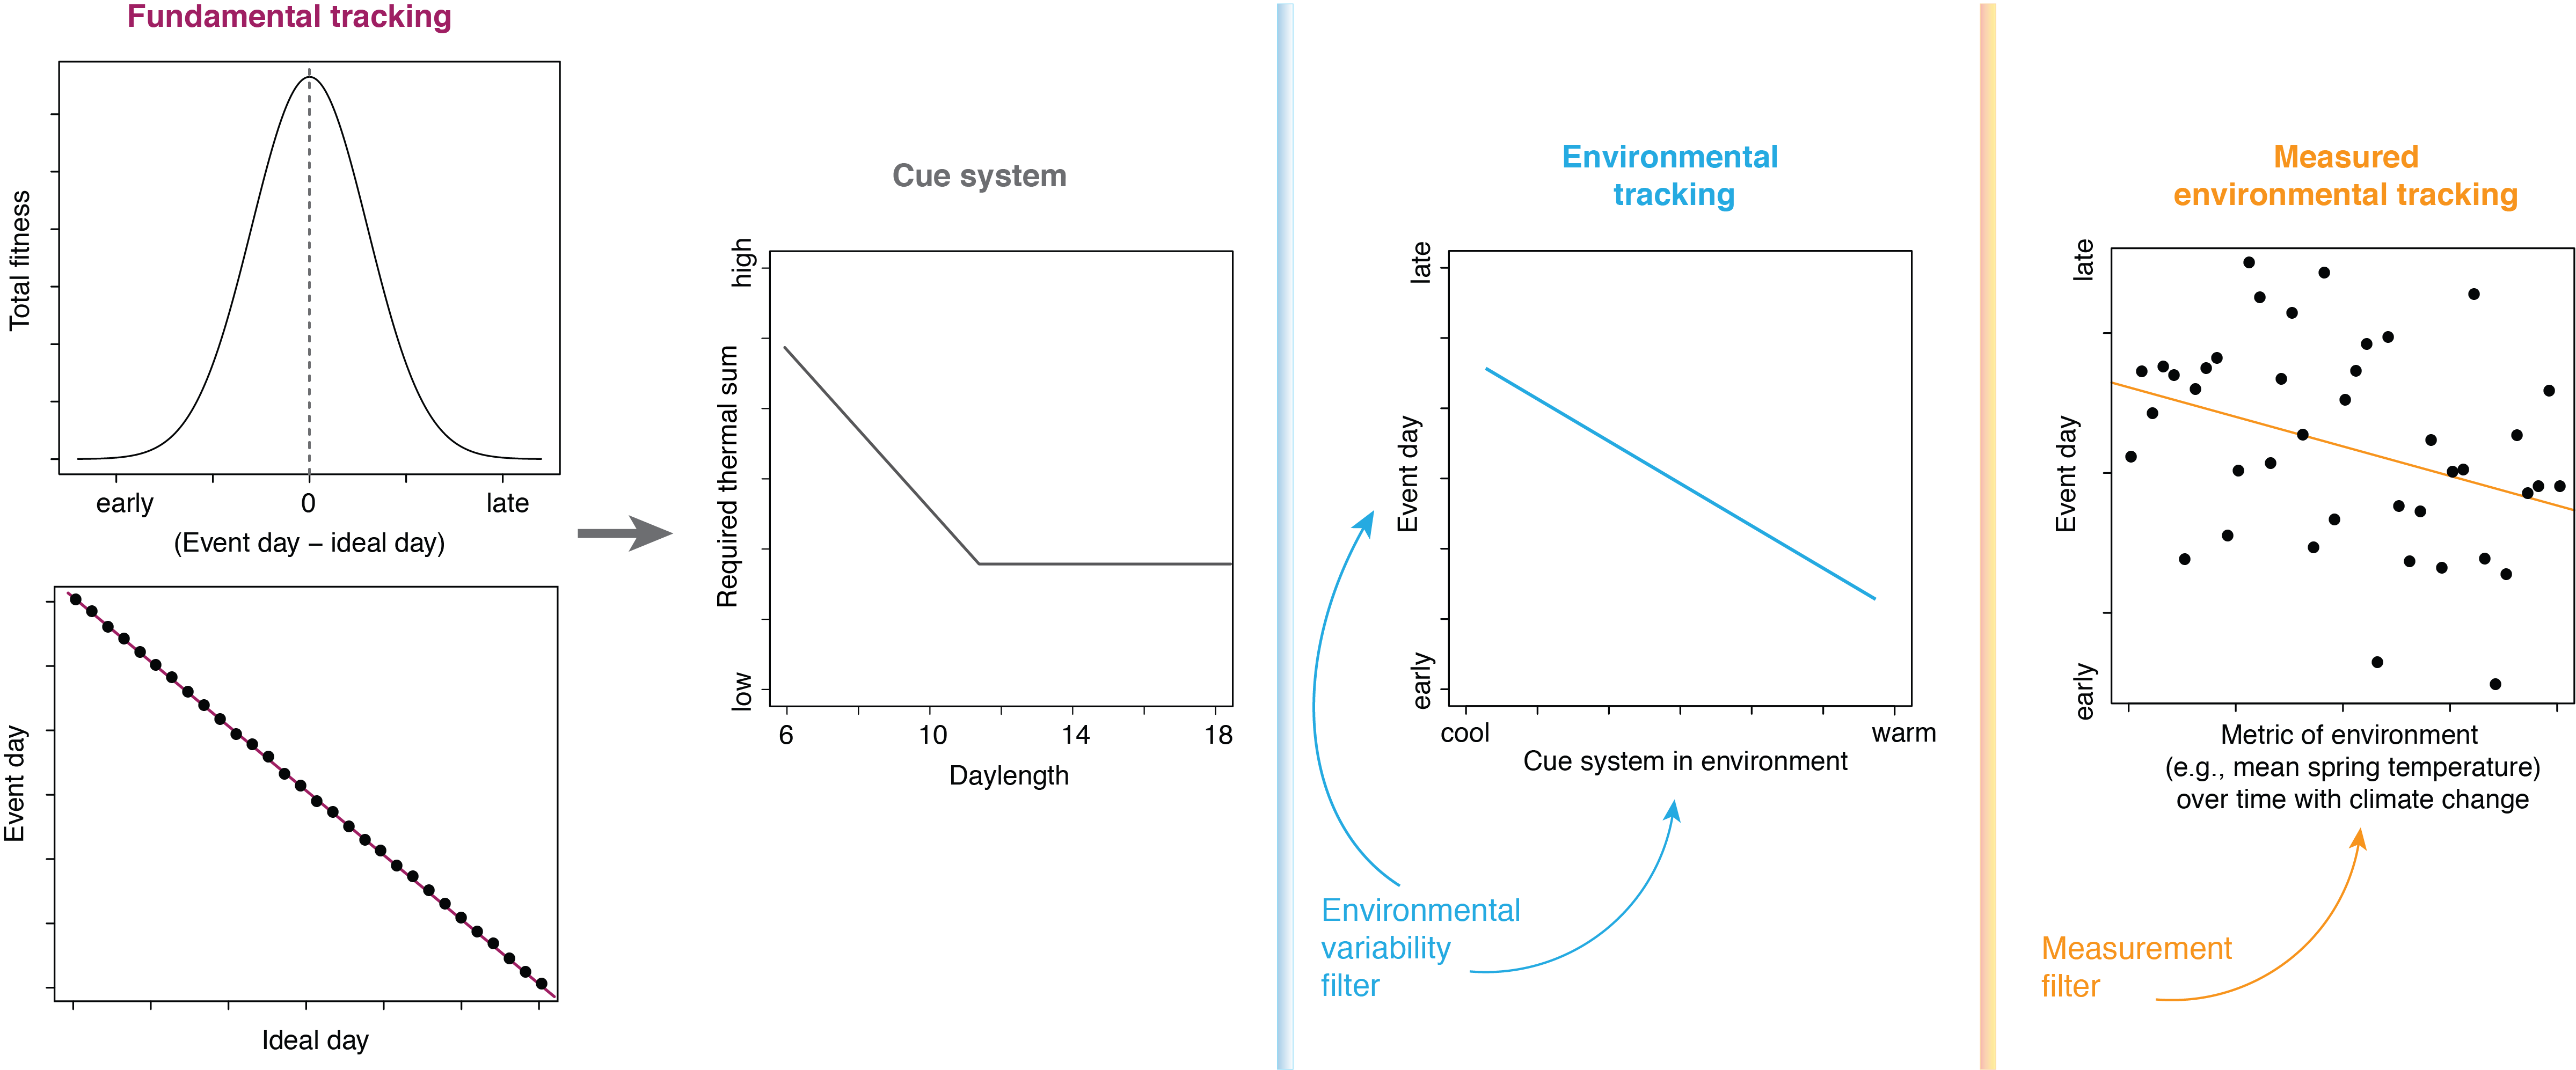 Fundamental tracking
Total fitness
early
0
late
(Event day – ideal day)
Event day
Ideal day
Cue system
high
Required thermal sum
low
6
10
14
18
Daylength
Environmental
tracking
late
Event day
early
cool
warm
Cue system in environment
Environmental
variability
filter
Measured
environmental tracking
late
Event day
early
Metric of environment
(e.g., mean spring temperature)
over time with climate change
Measurement
filter